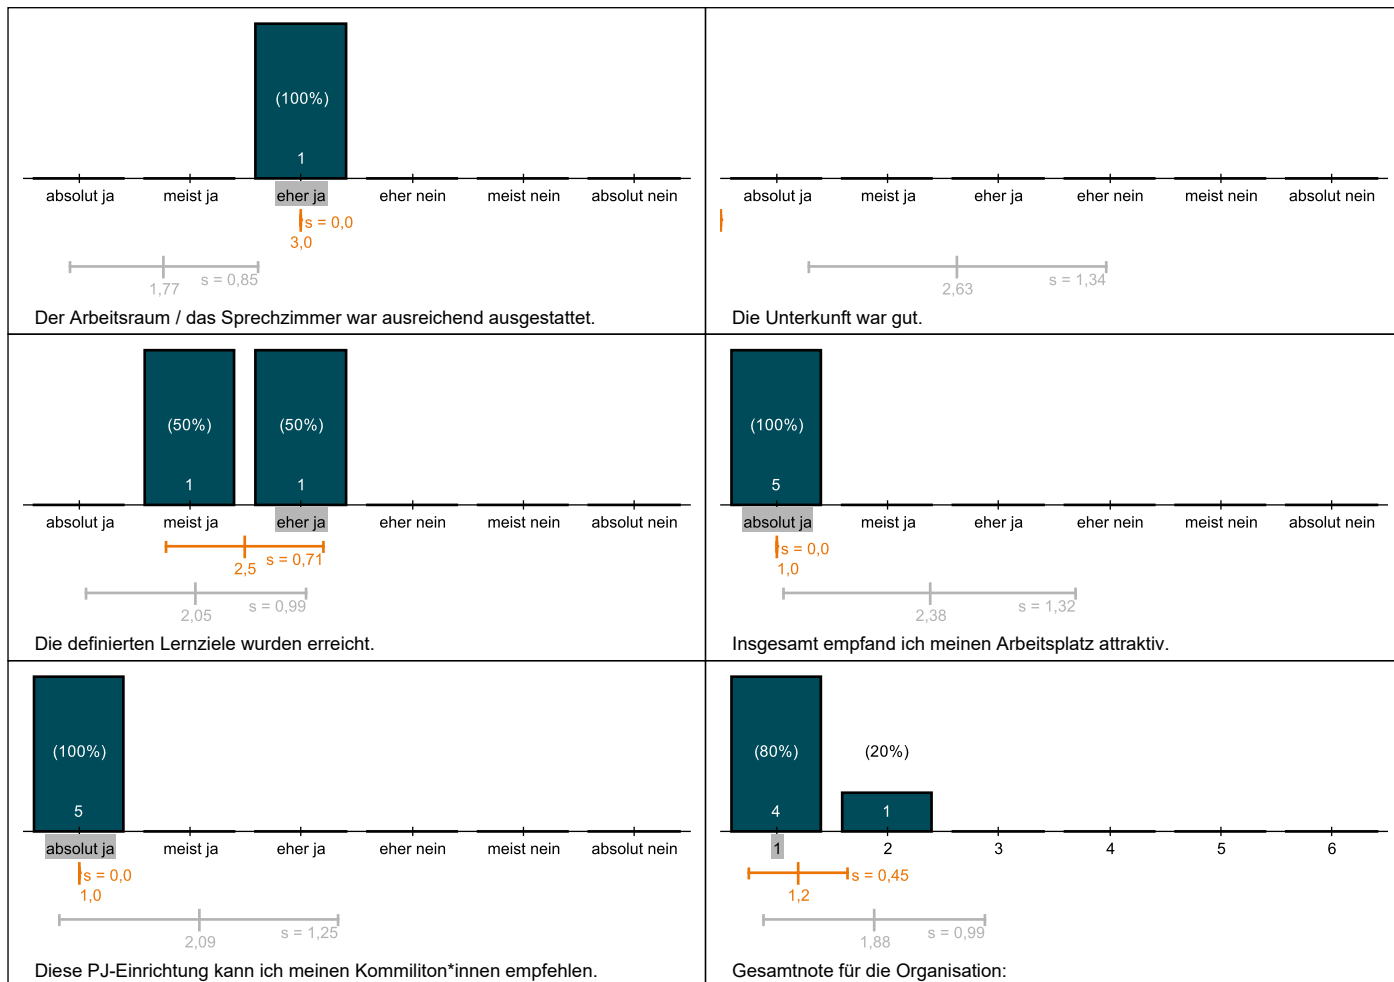 (100%)
1
absolut ja meist ja eher ja eher nein meist nein absolut nein
s = 0,0
3,0
s = 0,85
1,77
Der Arbeitsraum / das Sprechzimmer war ausreichend ausgestattet.
absolut ja meist ja eher ja eher nein meist nein absolut nein
s = 1,34
2,63
Die Unterkunft war gut.
(50%) (50%)
1 1
absolut ja meist ja eher ja eher nein meist nein absolut nein
s = 0,71
2,5
s = 0,99
2,05
Die definierten Lernziele wurden erreicht.
(100%)
5
absolut ja meist ja eher ja eher nein meist nein absolut nein
s = 0,0
1,0
s = 1,32
2,38
Insgesamt empfand ich meinen Arbeitsplatz attraktiv.
(100%)
5
absolut ja meist ja eher ja eher nein meist nein absolut nein
s = 0,0
1,0
s = 1,25
2,09
Diese PJ-Einrichtung kann ich meinen Kommiliton*innen empfehlen.
(80%) (20%)
4 1
1 2 3 4 5 6
s = 0,45
1,2
s = 0,99
1,88
Gesamtnote für die Organisation: